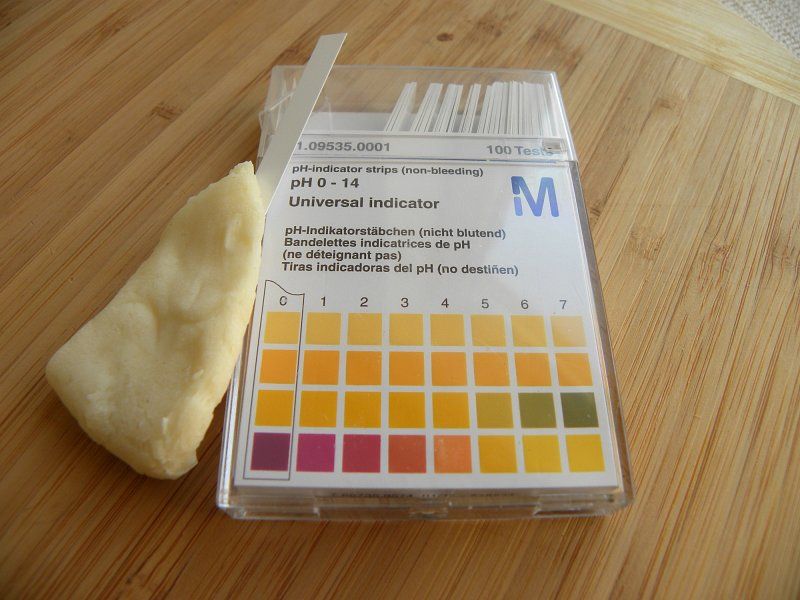 1.09535.0001 100 Tests
pH-indicator strips (non-bleeding)
pH 0 - 14
Universal indicator
M
pH-Indikatorstäbchen (nicht blutend)
Bandelettes indicatrices de pH
(ne déteignant pas)
Tiras indicadoras del pH (no destiñen)
0 1 2 3 4 5 6 7